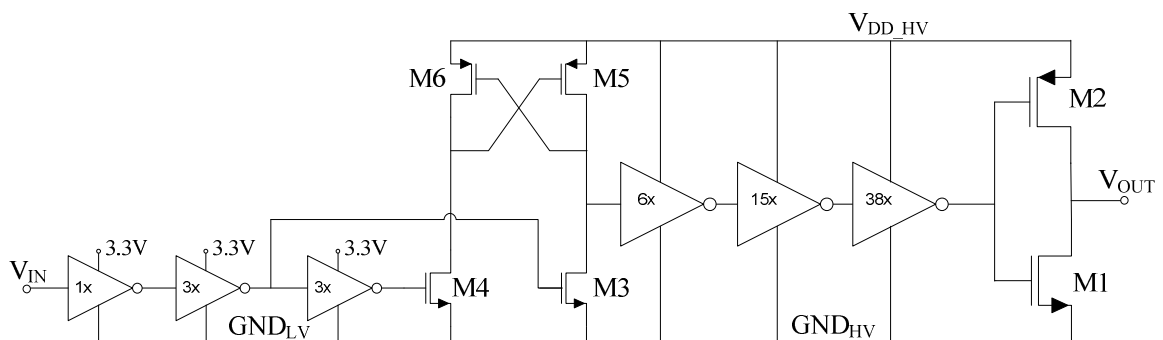 V_DD_HV
M6
M5
M2
6x
15x
38x
V_OUT
3.3V
3.3V
3.3V
V_IN
1x
3x
3x
M4
M3
M1
GND_LV
GND_HV